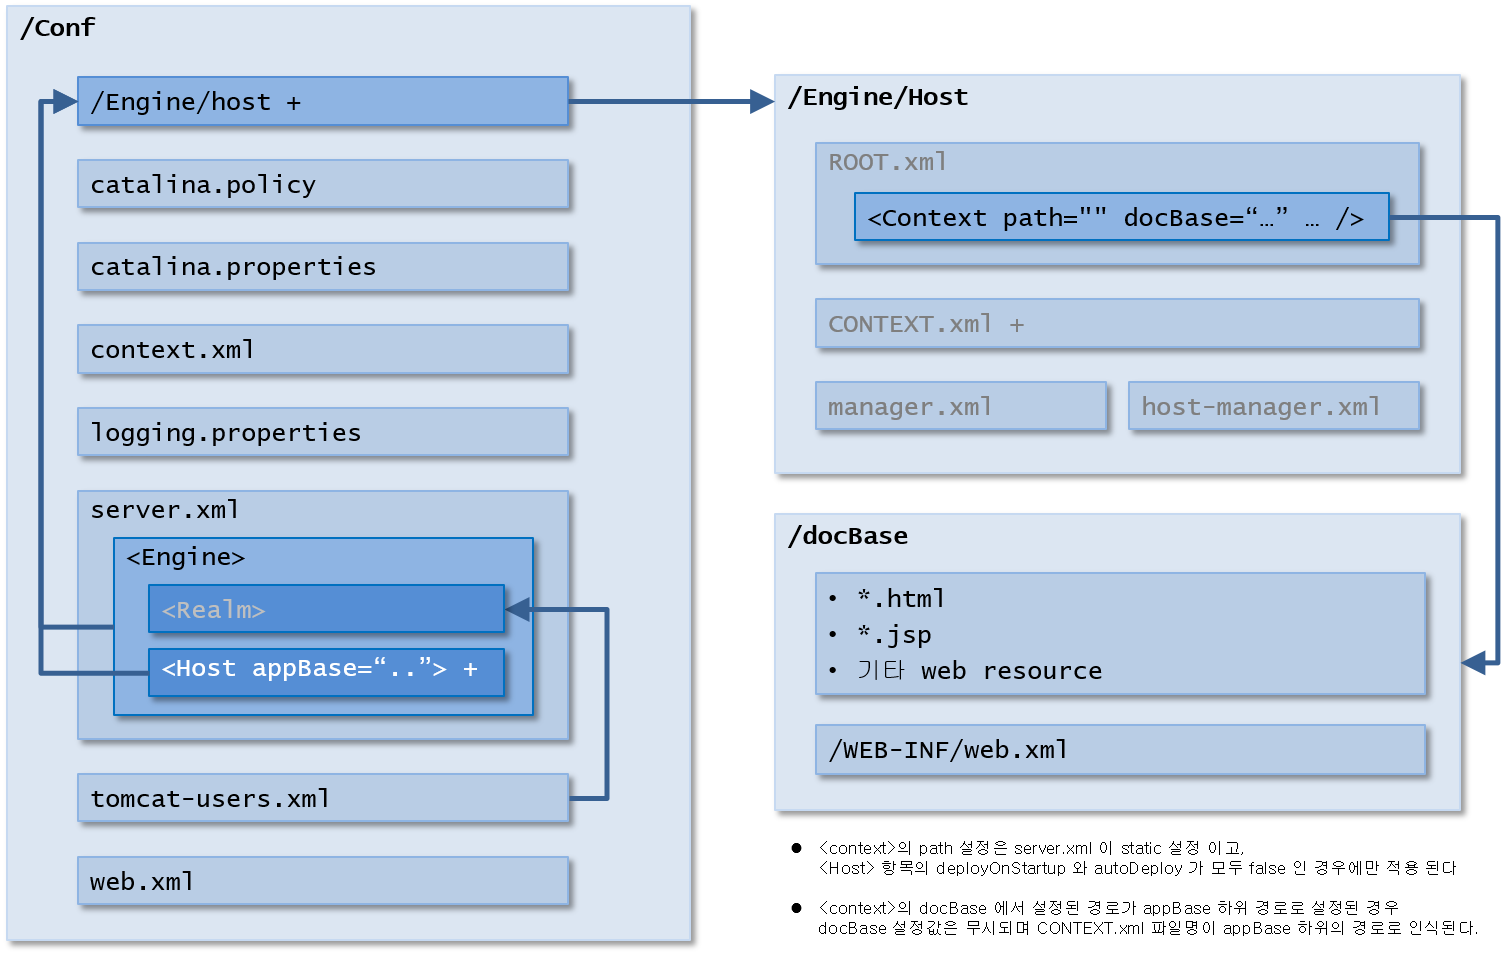 /Conf
/Engine/host +
catalina.policy
catalina.properties
context.xml
logging.properties
server.xml
<Engine>
<Realm>
<Host appBase=“..”> +
tomcat-users.xml
web.xml
/Engine/Host
ROOT.xml
<Context path="" docBase=“…” … />
CONTEXT.xml +
manager.xml
host-manager.xml
/docBase
• *.html
• *.jsp
• 기타 web resource
/WEB-INF/web.xml
● <context>의 path 설정은 server.xml 이 static 설정 이고,
<Host> 항목의 deployOnStartup 와 autoDeploy 가 모두 false 인 경우에만 적용 된다
● <context>의 docBase 에서 설정된 경로가 appBase 하위 경로로 설정된 경우
docBase 설정값은 무시되며 CONTEXT.xml 파일명이 appBase 하위의 경로로 인식된다.